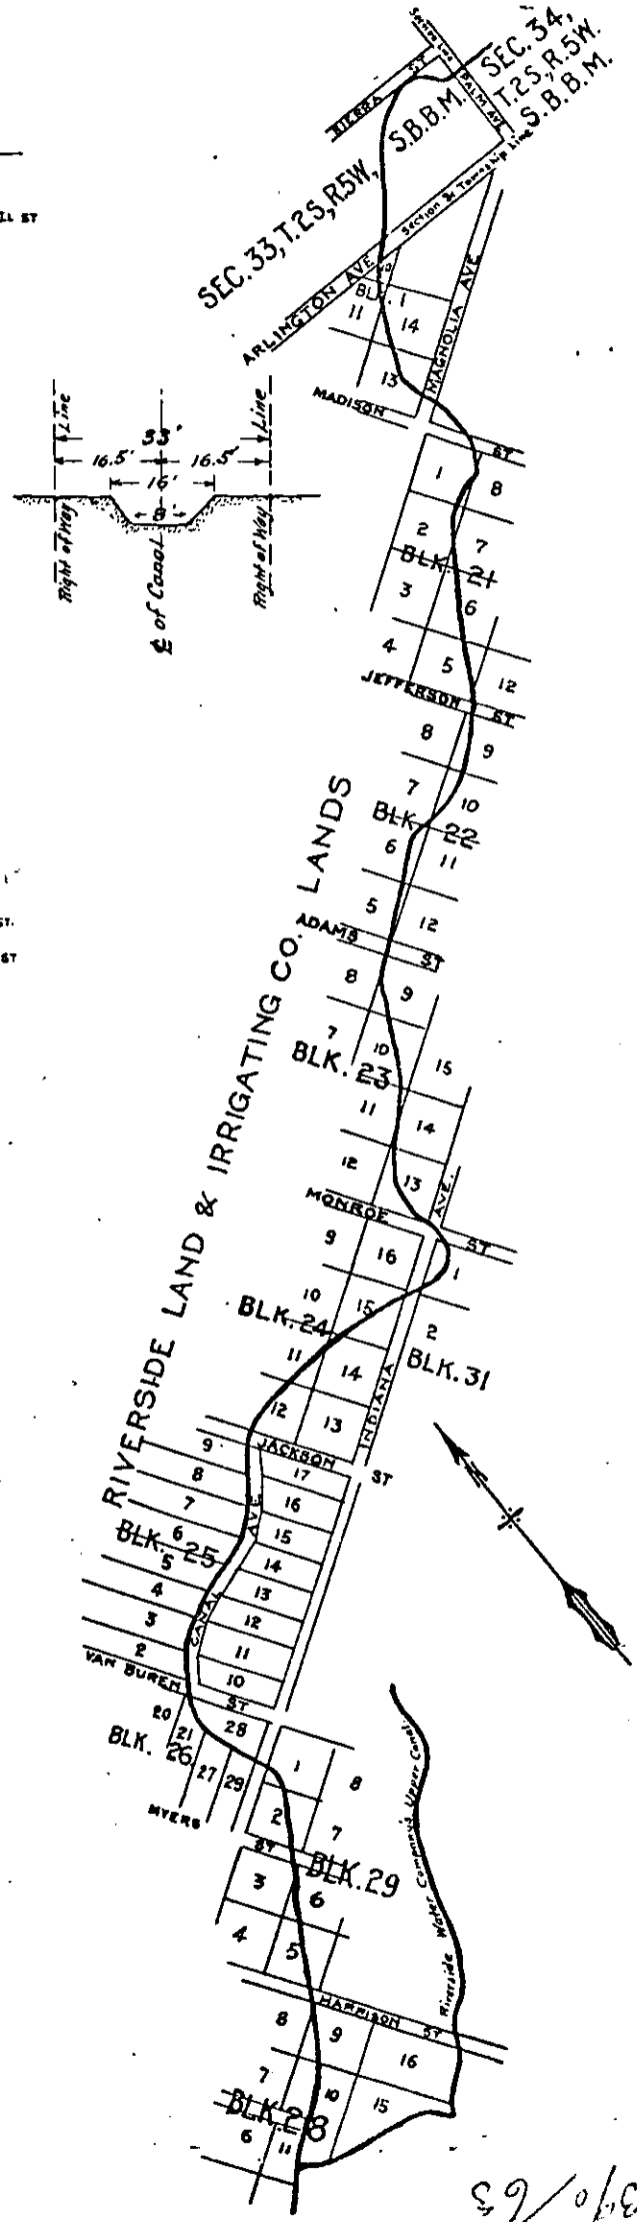 Section Line
SEC. 34,
T.2S, R.5W.
S.B.B.M.
PALM AVE
SIERRA ST
S.B.B.M.
SEC. 33, T.2S, R.5W,
Section & Township Line
ARLINGTON AVE
MAGNOLIA AVE
BL. 1
11
14
13
MADISON ST
Line
Line
33'
16.5'
16.5'
16'
8'
Right of Way
℄ of Canal
Right of Way
1
8
2
7
BLK. 21
3
6
4
5
12
JEFFERSON ST
8
9
7
10
BLK 22
6
11
5
12
ADAMS ST
8
9
7
10
15
BLK. 23
11
14
12
13
MONROE ST
AVE.
RIVERSIDE LAND & IRRIGATING CO. LANDS
9
16
1
10
15
2
BLK. 24
BLK. 31
11
14
12
13
INDIANA
JACKSON ST
9
17
8
16
7
15
6
BLK. 25
14
5
13
4
12
3
11
2
10
CANAL AVE
VAN BUREN ST
20
21
28
BLK. 26
27
29
MYERS ST
1
8
2
7
BLK. 29
3
6
4
5
Riverside Water Company's Upper Canal.
HARRISON ST
8
9
16
7
10
15
BLK. 28
6
11
ST
ST.
ST